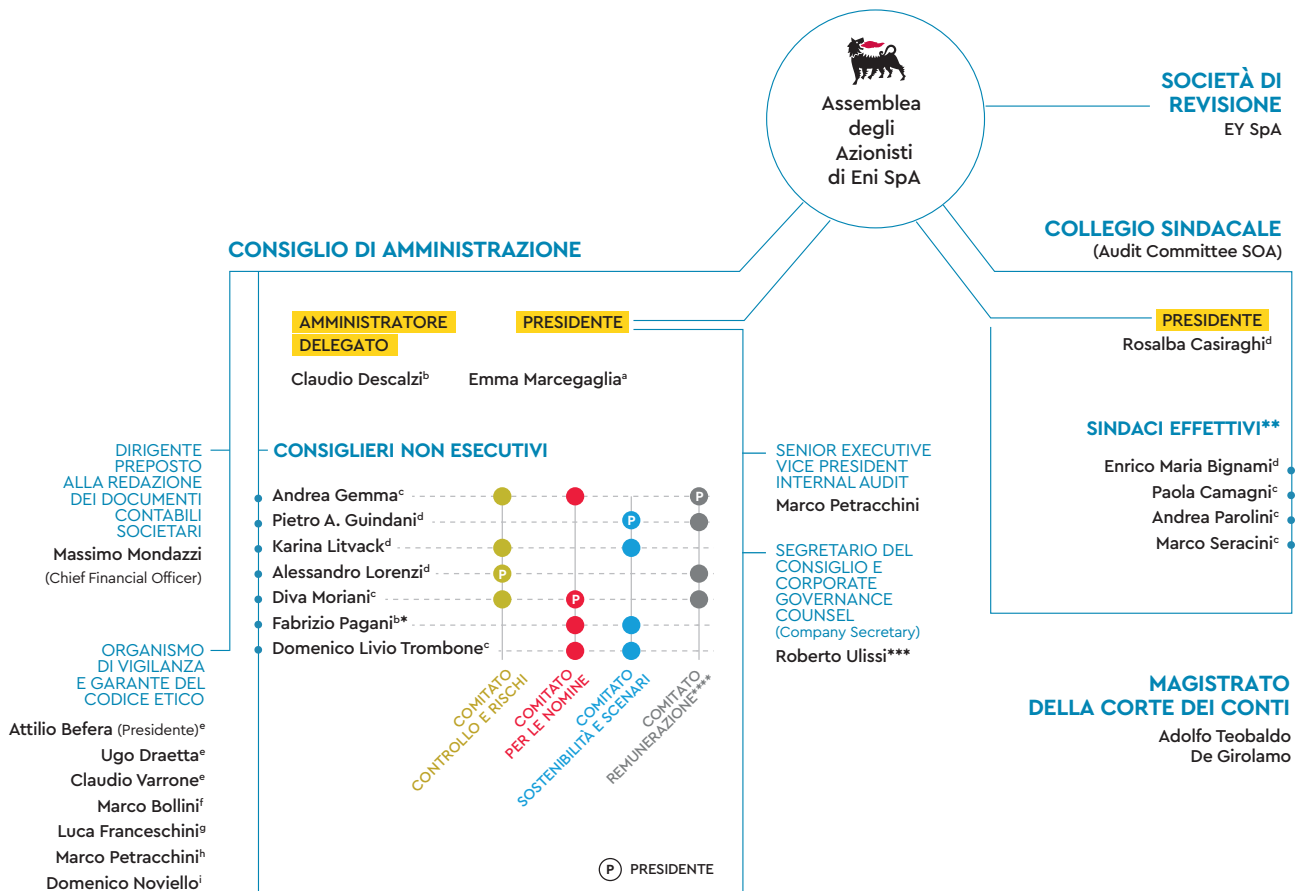 Assemblea
degli
Azionisti
di Eni SpA
SOCIETÀ DI
REVISIONE
EY SpA
CONSIGLIO DI AMMINISTRAZIONE
COLLEGIO SINDACALE
(Audit Committee SOA)
AMMINISTRATORE
DELEGATO
Claudio Descalziᵇ
PRESIDENTE
Emma Marcegagliaᵃ
PRESIDENTE
Rosalba Casiraghiᵈ
DIRIGENTE
PREPOSTO
ALLA REDAZIONE
DEI DOCUMENTI
CONTABILI
SOCIETARI
Massimo Mondazzi
(Chief Financial Officer)
ORGANISMO
DI VIGILANZA
E GARANTE DEL
CODICE ETICO
Attilio Befera (Presidente)ᵉ
Ugo Draettaᵉ
Claudio Varroneᵉ
Marco Bolliniᶠ
Luca Franceschiniᵍ
Marco Petracchiniʰ
Domenico Novielloⁱ
CONSIGLIERI NON ESECUTIVI
Andrea Gemmaᶜ P
Pietro A. Guindaniᵈ P
Karina Litvackᵈ
Alessandro Lorenziᵈ P
Diva Morianiᶜ P
Fabrizio Paganiᵇ*
Domenico Livio Tromboneᶜ
COMITATO
CONTROLLO E RISCHI
COMITATO
PER LE NOMINE
COMITATO
SOSTENIBILITÀ E SCENARI
COMITATO
REMUNERAZIONE****
P PRESIDENTE
SENIOR EXECUTIVE
VICE PRESIDENT
INTERNAL AUDIT
Marco Petracchini
SEGRETARIO DEL
CONSIGLIO E
CORPORATE
GOVERNANCE
COUNSEL
(Company Secretary)
Roberto Ulissi***
SINDACI EFFETTIVI**
Enrico Maria Bignamiᵈ
Paola Camagniᶜ
Andrea Paroliniᶜ
Marco Seraciniᶜ
MAGISTRATO
DELLA CORTE DEI CONTI
Adolfo Teobaldo
De Girolamo